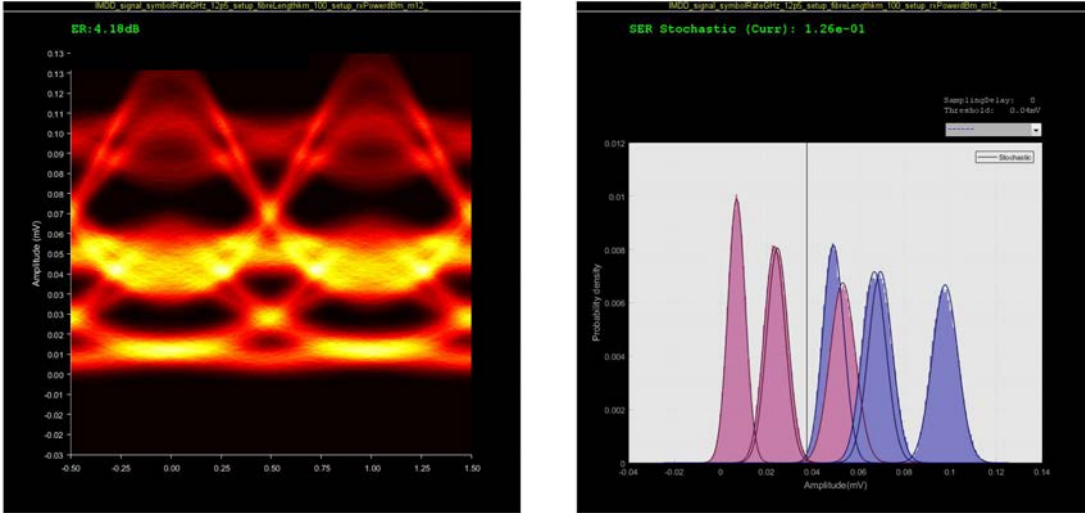 IMDD_signal_symbolRateGHz_12p5_setup_fibreLengthkm_100_setup_rxPowerdBm_m12_
ER:4.18dB
0.13
0.12
0.11
0.10
0.09
0.08
0.07
0.06
0.05
0.04
0.03
0.02
0.01
0.00
-0.01
-0.02
-0.03
Amplitude (mV)
-0.50 -0.25 0.00 0.25 0.50 0.75 1.00 1.25 1.50
IMDD_signal_symbolRateGHz_12p5_setup_fibreLengthkm_100_setup_rxPowerdBm_m12_
SER Stochastic (Curr): 1.26e-01
SamplingDelay: 0
Threshold: 0.04mV
------
Stochastic
0.012
0.01
0.008
0.006
0.004
0.002
0
Probability density
-0.04 -0.02 0 0.02 0.04 0.06 0.08 0.1 0.12 0.14
Amplitude(mV)